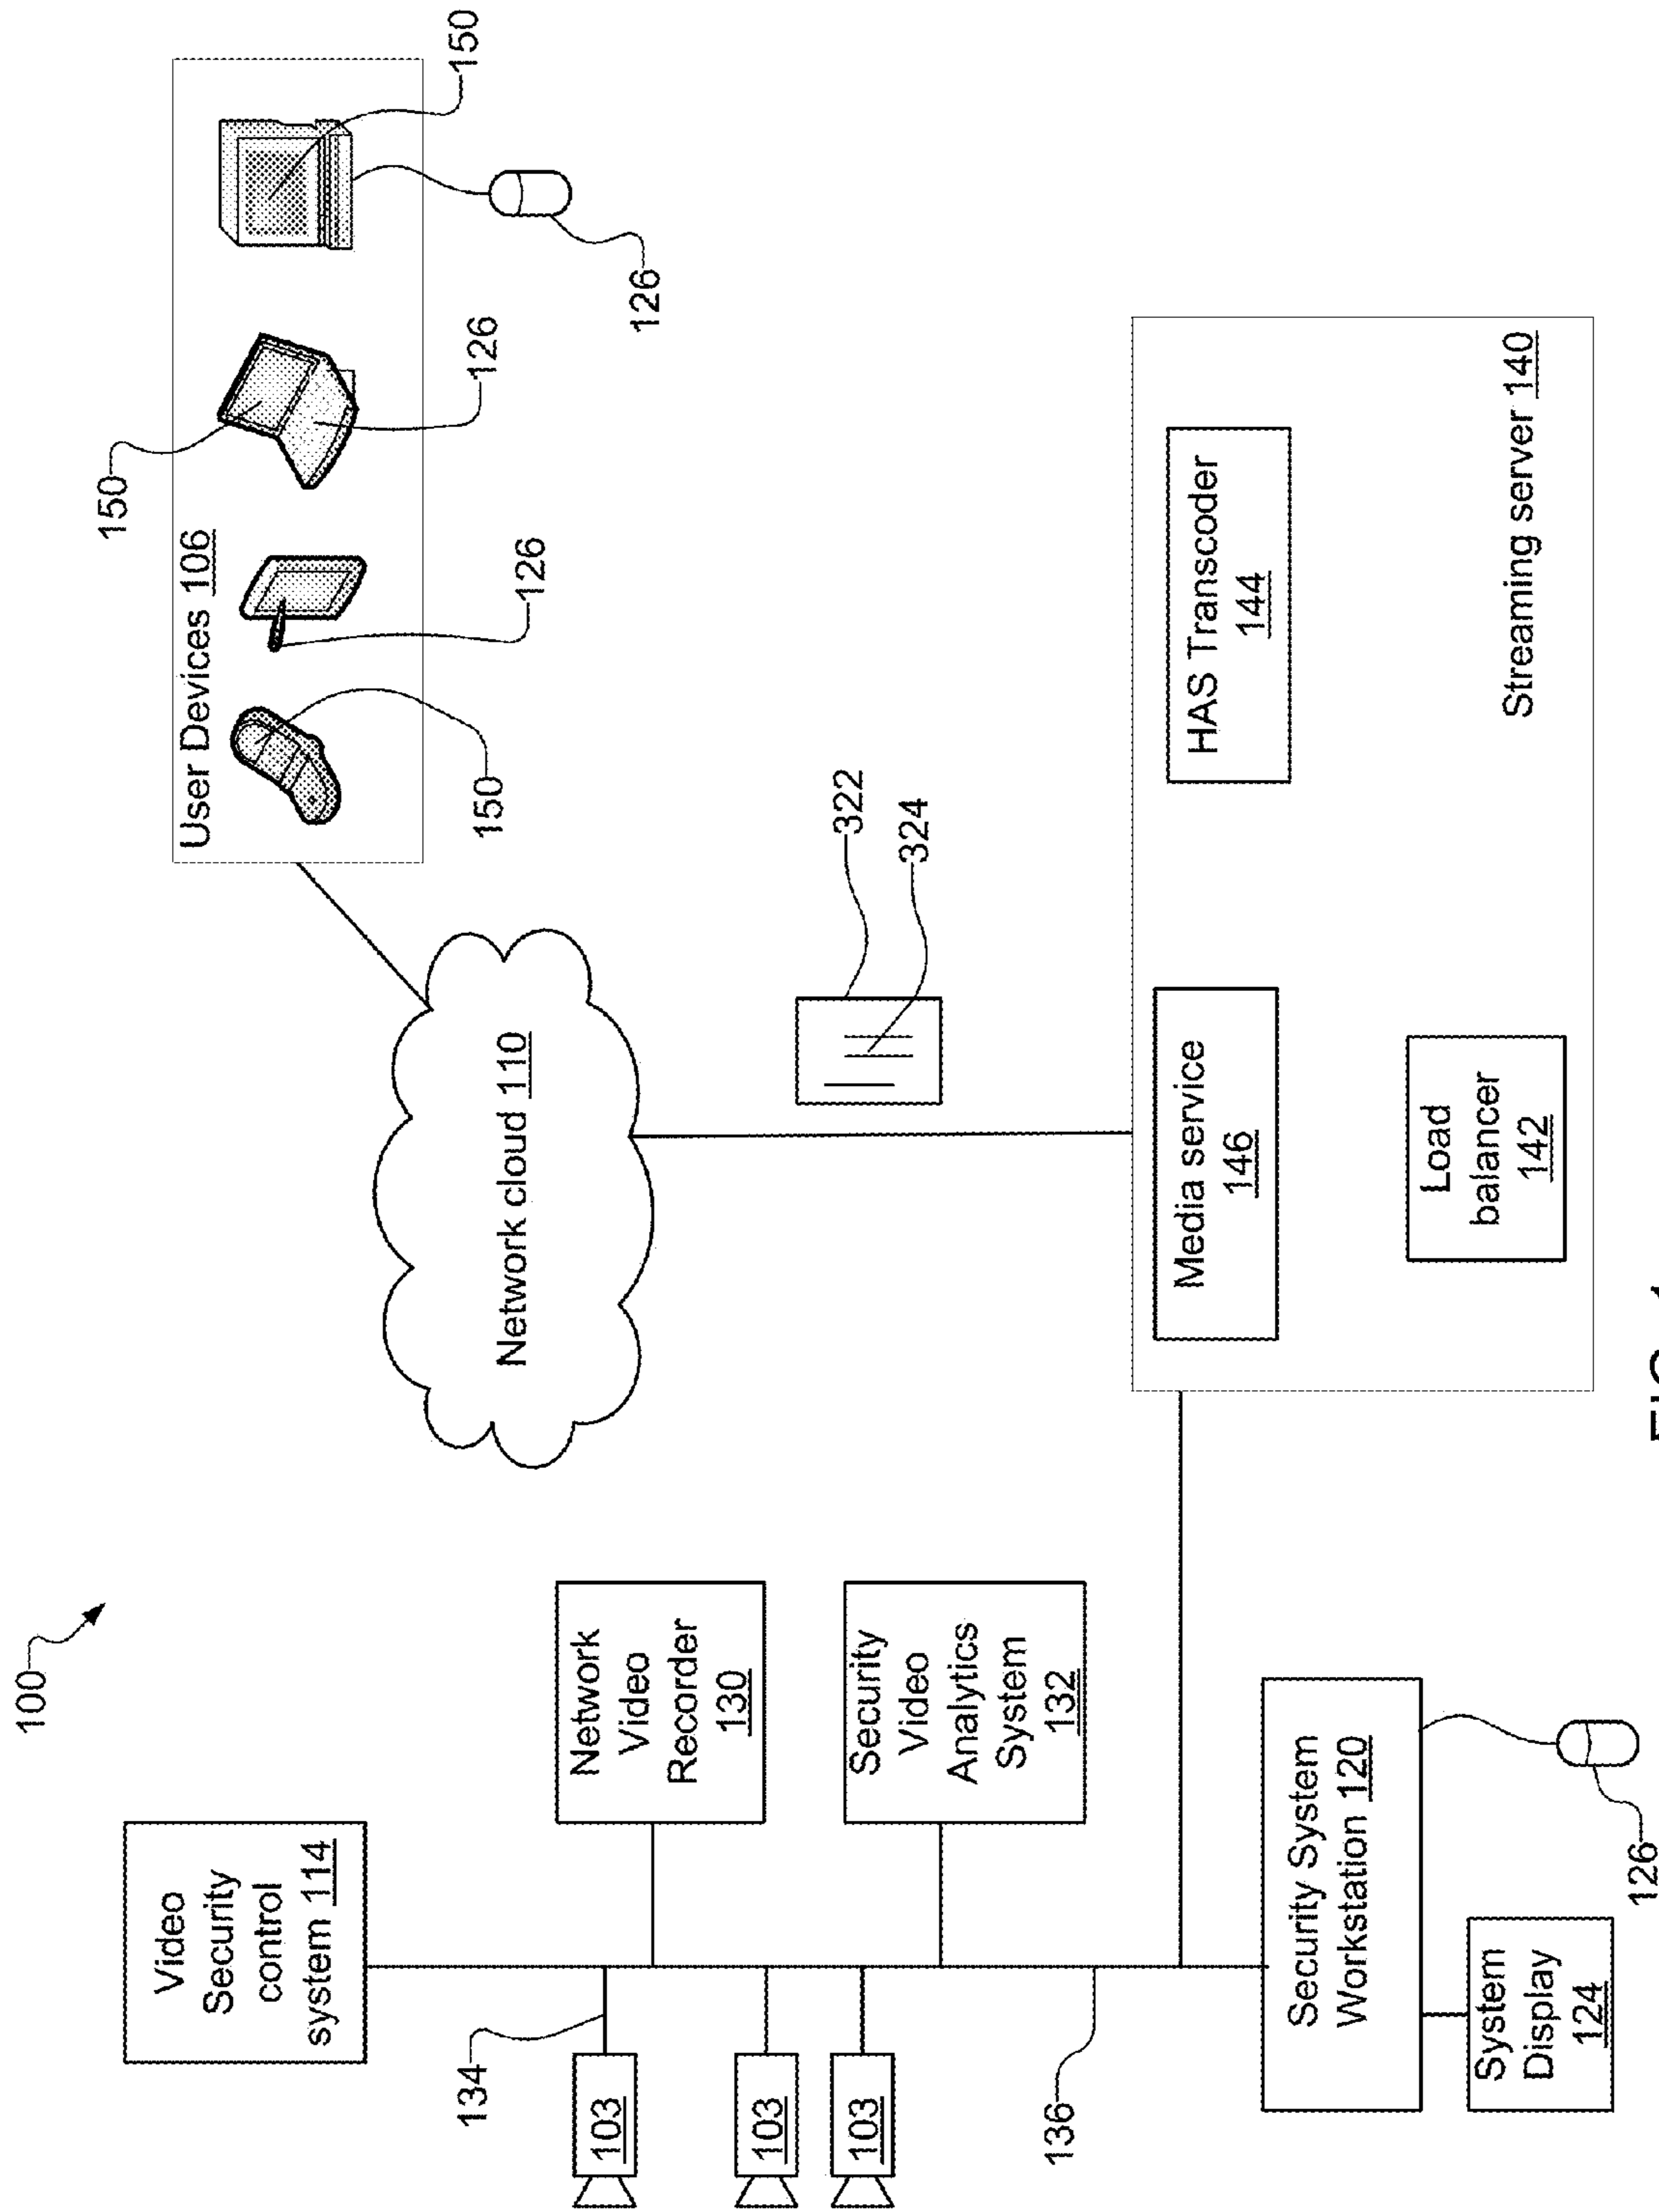 100
Video
Security
control
system 114
134
103
103
103
136
Network
Video
Recorder
130
Security
Video
Analytics
System
132
Security System
Workstation 120
System
Display
124
126
User Devices 106
150
150
150
126
126
126
Network cloud 110
322
324
Media service
146
HAS Transcoder
144
Load
balancer
142
Streaming server 140